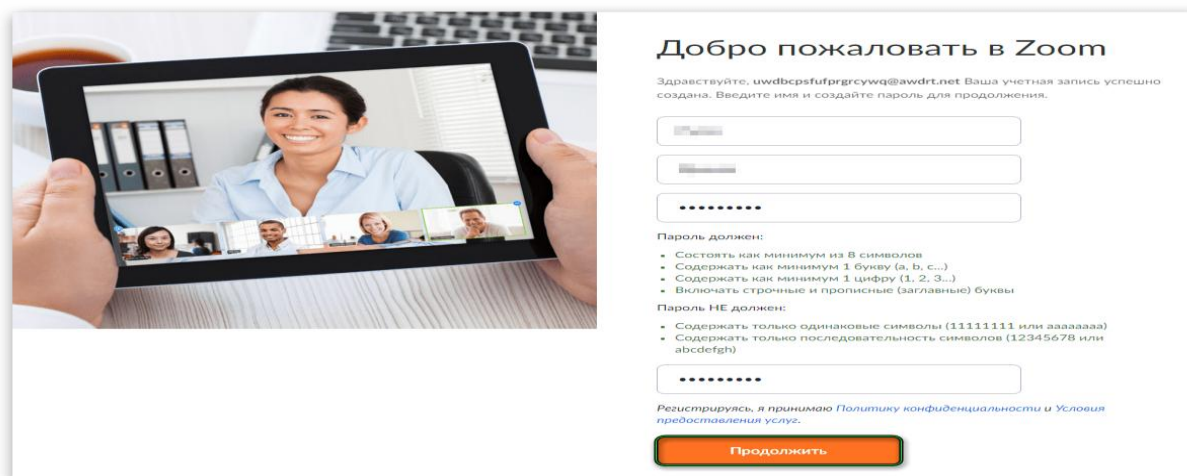 Добро пожаловать в Zoom
Здравствуйте, uwdbcpsfufprgrcywq@awdrt.net Ваша учетная запись успешно
создана. Введите имя и создайте пароль для продолжения.
•••••••••
Пароль должен:
• Состоять как минимум из 8 символов
• Содержать как минимум 1 букву (a, b, c...)
• Содержать как минимум 1 цифру (1, 2, 3...)
• Включать строчные и прописные (заглавные) буквы
Пароль НЕ должен:
• Содержать только одинаковые символы (11111111 или aaaaaaaa)
• Содержать только последовательность символов (12345678 или
abcdefgh)
•••••••••
Регистрируясь, я принимаю Политику конфиденциальности и Условия
предоставления услуг.
Продолжить